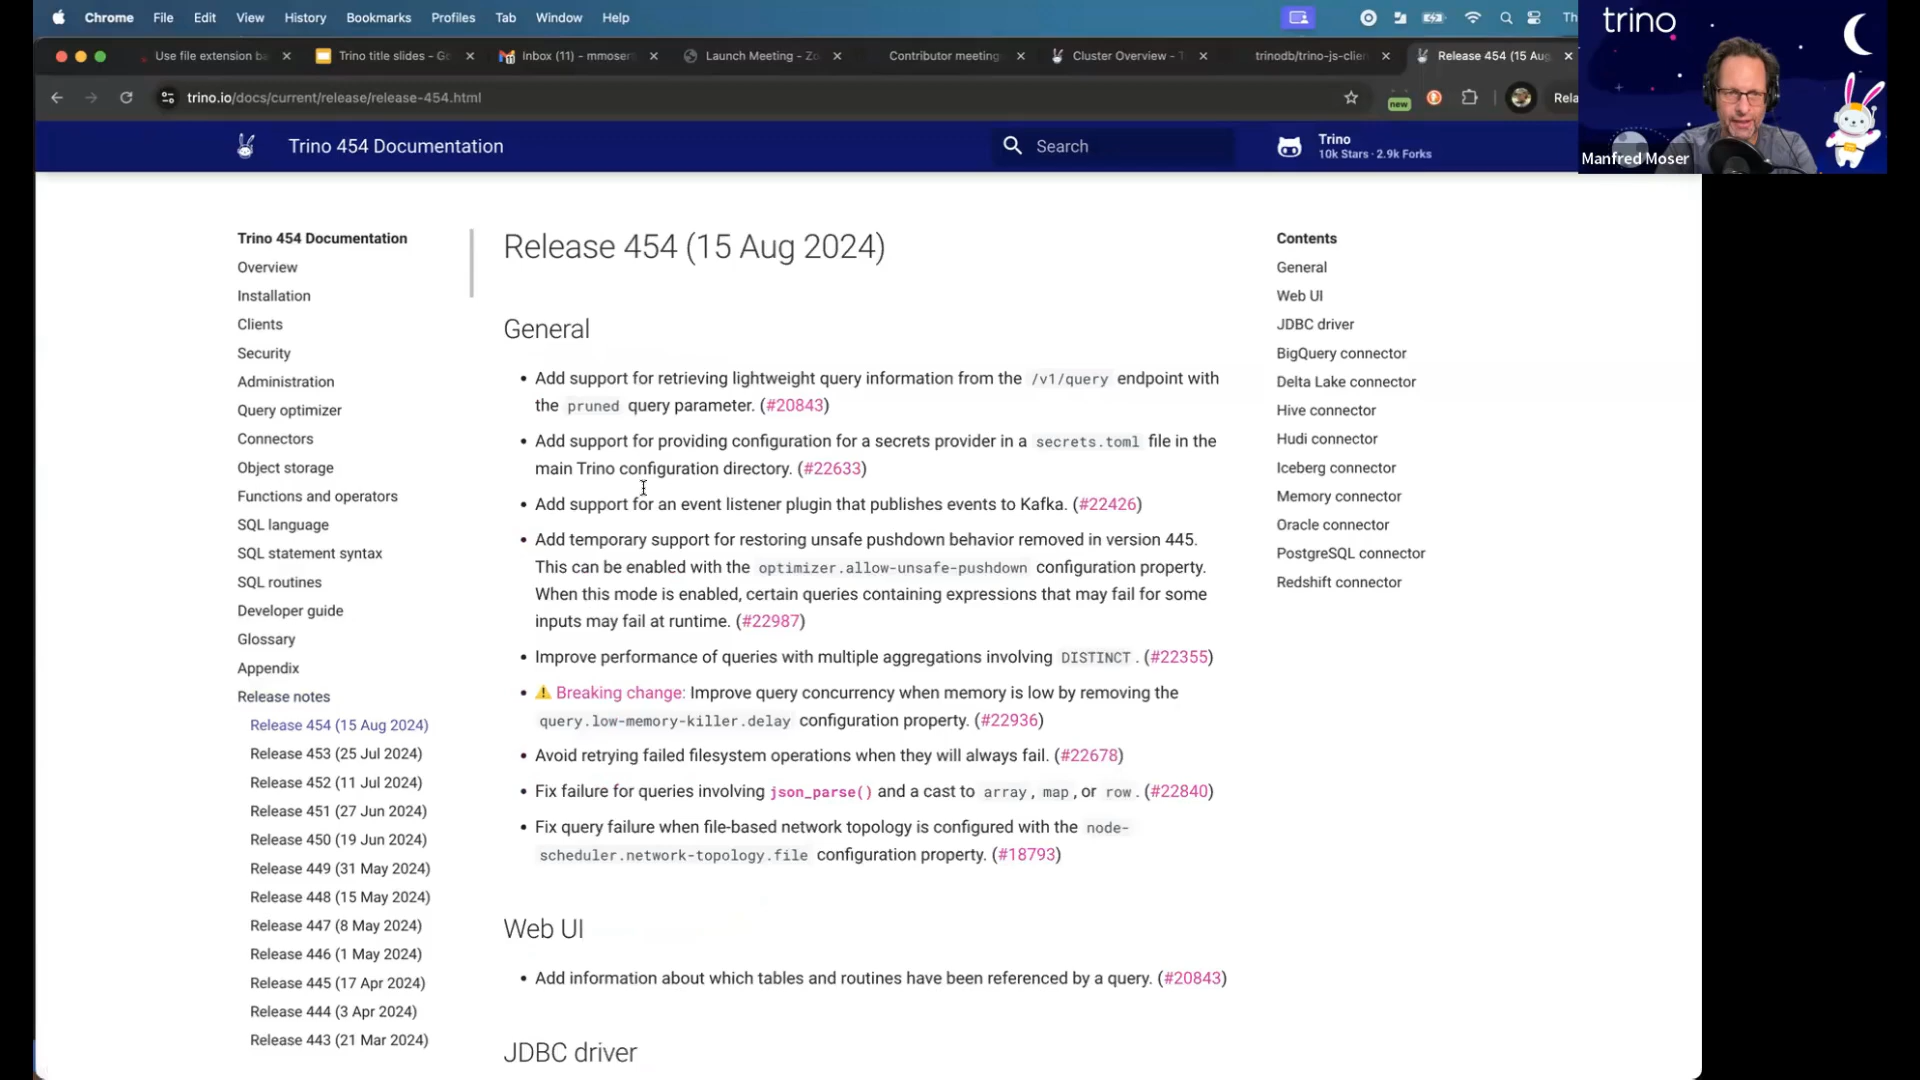 Chrome File Edit View History Bookmarks Profiles Tab Window Help Th
Use file extension ba
Trino title slides - Go
Inbox (11) - mmoser
Launch Meeting - Zo
Contributor meeting
Cluster Overview - T
trinodb/trino-js-clien
Release 454 (15 Aug
trino.io/docs/current/release/release-454.html
new
Rela
trino
Manfred Moser
Trino 454 Documentation
Search
Trino
10k Stars · 2.9k Forks
Trino 454 Documentation
Overview
Installation
Clients
Security
Administration
Query optimizer
Connectors
Object storage
Functions and operators
SQL language
SQL statement syntax
SQL routines
Developer guide
Glossary
Appendix
Release notes
Release 454 (15 Aug 2024)
Release 453 (25 Jul 2024)
Release 452 (11 Jul 2024)
Release 451 (27 Jun 2024)
Release 450 (19 Jun 2024)
Release 449 (31 May 2024)
Release 448 (15 May 2024)
Release 447 (8 May 2024)
Release 446 (1 May 2024)
Release 445 (17 Apr 2024)
Release 444 (3 Apr 2024)
Release 443 (21 Mar 2024)
Release 454 (15 Aug 2024)
General
• Add support for retrieving lightweight query information from the /v1/query endpoint with
the pruned query parameter. (#20843)
• Add support for providing configuration for a secrets provider in a secrets.toml file in the
main Trino configuration directory. (#22633)
• Add support for an event listener plugin that publishes events to Kafka. (#22426)
• Add temporary support for restoring unsafe pushdown behavior removed in version 445.
This can be enabled with the optimizer.allow-unsafe-pushdown configuration property.
When this mode is enabled, certain queries containing expressions that may fail for some
inputs may fail at runtime. (#22987)
• Improve performance of queries with multiple aggregations involving DISTINCT. (#22355)
• ⚠ Breaking change: Improve query concurrency when memory is low by removing the
query.low-memory-killer.delay configuration property. (#22936)
• Avoid retrying failed filesystem operations when they will always fail. (#22678)
• Fix failure for queries involving json_parse() and a cast to array, map, or row. (#22840)
• Fix query failure when file-based network topology is configured with the node-
scheduler.network-topology.file configuration property. (#18793)
Web UI
• Add information about which tables and routines have been referenced by a query. (#20843)
JDBC driver
Contents
General
Web UI
JDBC driver
BigQuery connector
Delta Lake connector
Hive connector
Hudi connector
Iceberg connector
Memory connector
Oracle connector
PostgreSQL connector
Redshift connector